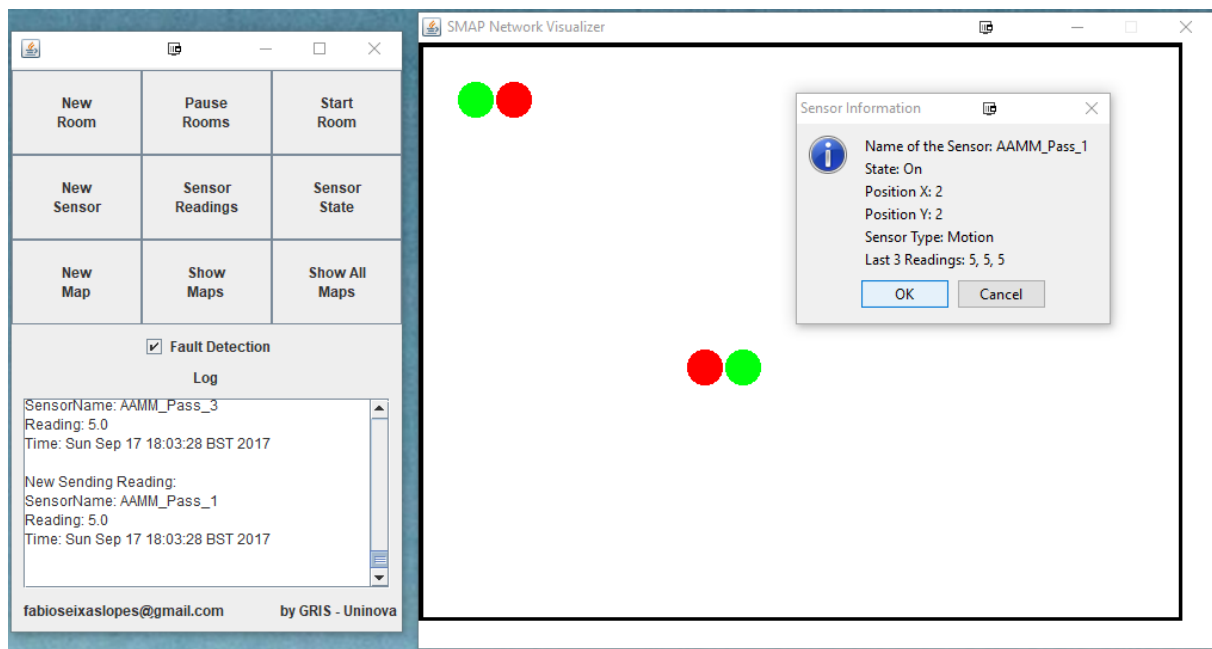 New
Room
Pause
Rooms
Start
Room
New
Sensor
Sensor
Readings
Sensor
State
New
Map
Show
Maps
Show All
Maps
Fault Detection
Log
SensorName: AAMM_Pass_3
Reading: 5.0
Time: Sun Sep 17 18:03:28 BST 2017
New Sending Reading:
SensorName: AAMM_Pass_1
Reading: 5.0
Time: Sun Sep 17 18:03:28 BST 2017
fabioseixaslopes@gmail.com
by GRIS - Uninova
SMAP Network Visualizer
Sensor Information
Name of the Sensor: AAMM_Pass_1
State: On
Position X: 2
Position Y: 2
Sensor Type: Motion
Last 3 Readings: 5, 5, 5
OK
Cancel